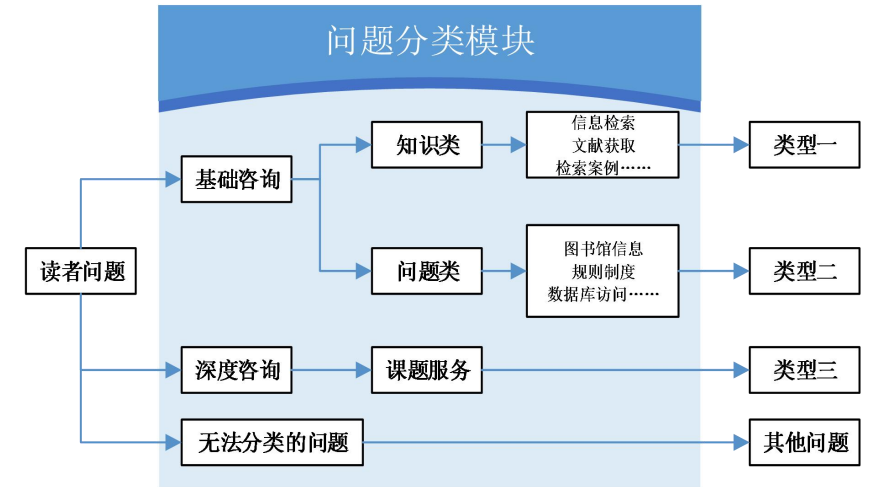 问题分类模块
知识类
信息检索
文献获取
检索案例……
类型一
基础咨询
读者问题
问题类
图书馆信息
规则制度
数据库访问……
类型二
深度咨询
课题服务
类型三
无法分类的问题
其他问题